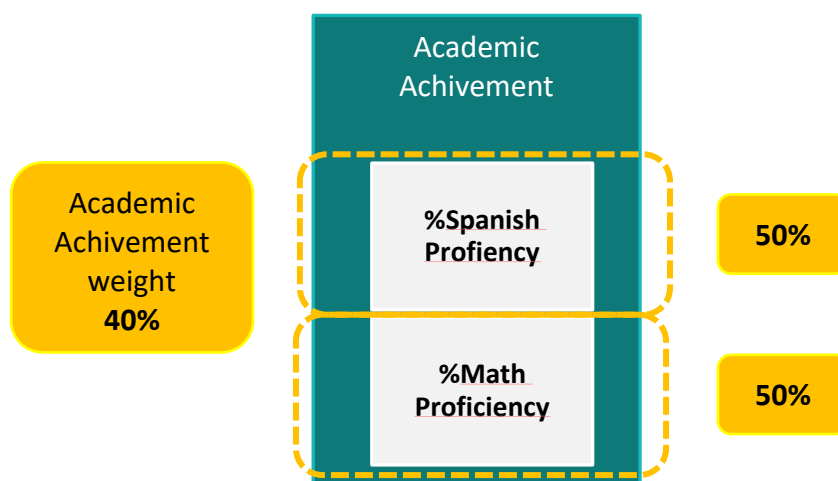 Academic
Achivement
Academic
Achivement
weight
40%
%Spanish
Profiency
50%
%Math
Proficiency
50%